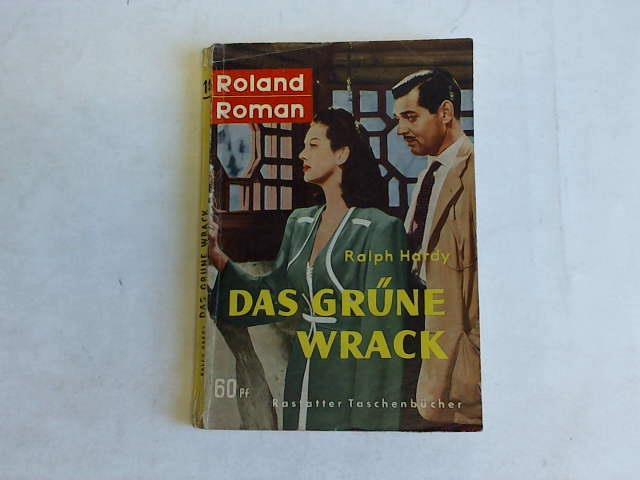 Roland
Roman
Ralph Hardy
DAS GRÜNE
WRACK
60 Pf
Rastatter Taschenbücher
DAS GRÜNE WRACK